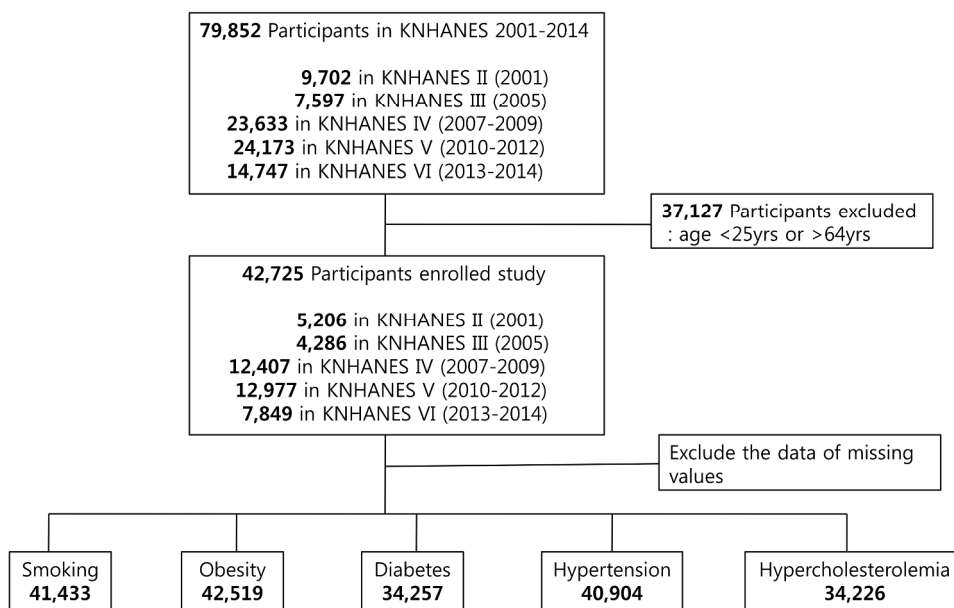 79,852 Participants in KNHANES 2001-2014
9,702 in KNHANES II (2001)
7,597 in KNHANES III (2005)
23,633 in KNHANES IV (2007-2009)
24,173 in KNHANES V (2010-2012)
14,747 in KNHANES VI (2013-2014)
37,127 Participants excluded
: age <25yrs or >64yrs
42,725 Participants enrolled study
5,206 in KNHANES II (2001)
4,286 in KNHANES III (2005)
12,407 in KNHANES IV (2007-2009)
12,977 in KNHANES V (2010-2012)
7,849 in KNHANES VI (2013-2014)
Exclude the data of missing
values
Smoking
41,433
Obesity
42,519
Diabetes
34,257
Hypertension
40,904
Hypercholesterolemia
34,226